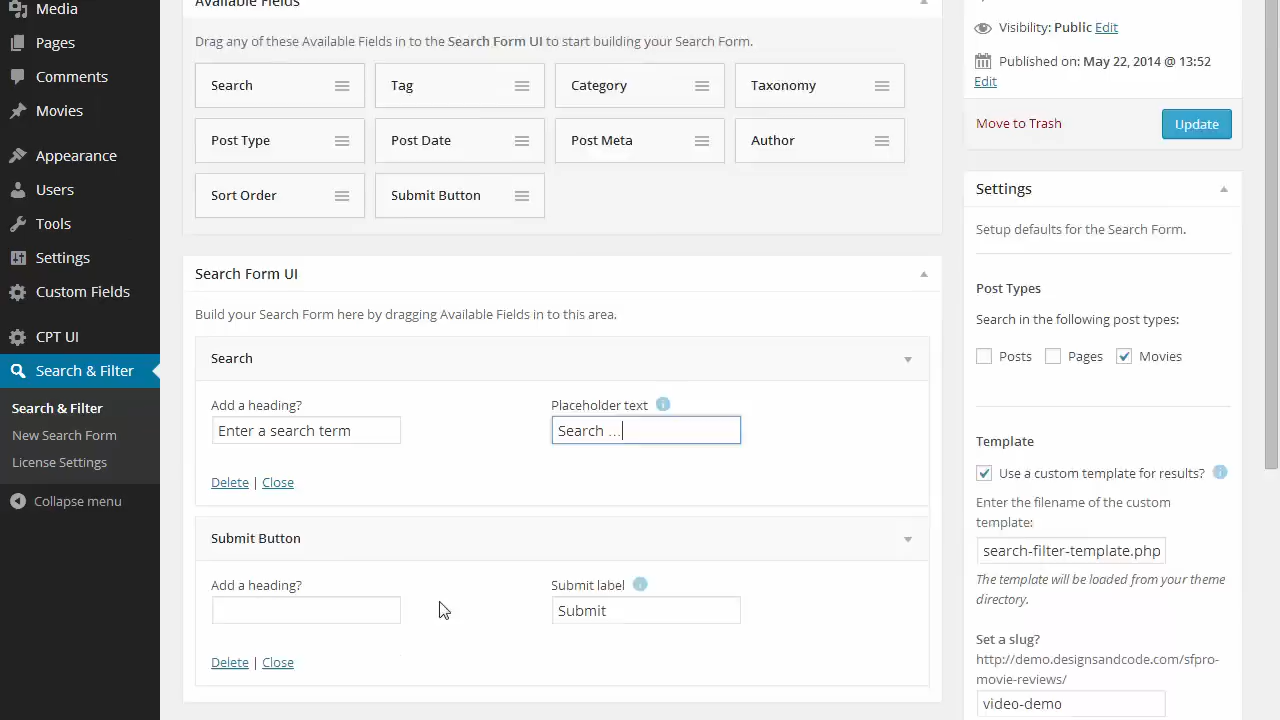 Media
Pages
Comments
Movies
Appearance
Users
Tools
Settings
Custom Fields
CPT UI
Search & Filter
Search & Filter
New Search Form
License Settings
Collapse menu
Available Fields
Drag any of these Available Fields in to the Search Form UI to start building your Search Form.
Search
Tag
Category
Taxonomy
Post Type
Post Date
Post Meta
Author
Sort Order
Submit Button
Search Form UI
Build your Search Form here by dragging Available Fields in to this area.
Search
Add a heading?
Placeholder text
Enter a search term
Search ...
Delete | Close
Submit Button
Add a heading?
Submit label
Submit
Delete | Close
Visibility: Public Edit
Published on: May 22, 2014 @ 13:52
Edit
Move to Trash
Update
Settings
Setup defaults for the Search Form.
Post Types
Search in the following post types:
Posts Pages Movies
Template
Use a custom template for results?
Enter the filename of the custom
template:
search-filter-template.php
The template will be loaded from your theme
directory.
Set a slug?
http://demo.designsandcode.com/sfpro-
movie-reviews/
video-demo